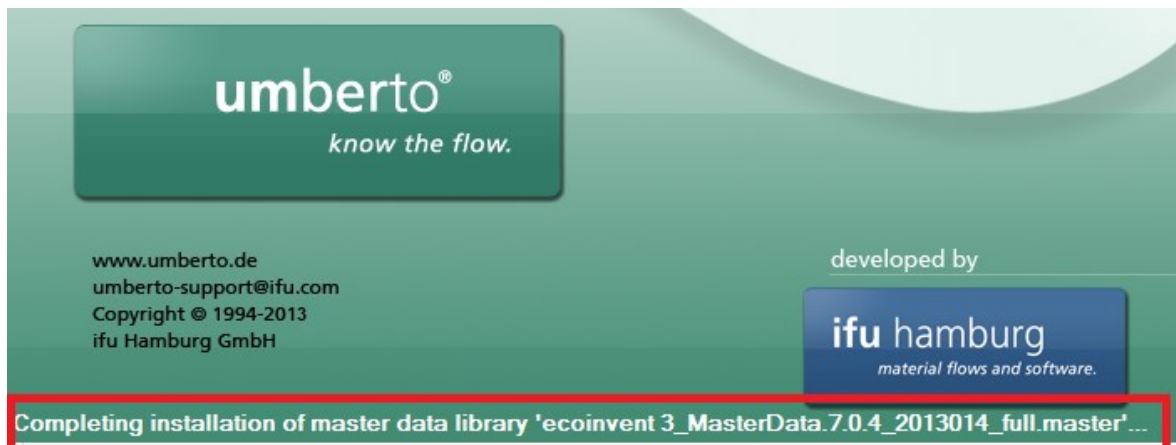 umberto®
know the flow.
www.umberto.de
umberto-support@ifu.com
Copyright © 1994-2013
ifu Hamburg GmbH
developed by
ifu hamburg
material flows and software.
Completing installation of master data library 'ecoinvent 3_MasterData.7.0.4_2013014_full.master'...